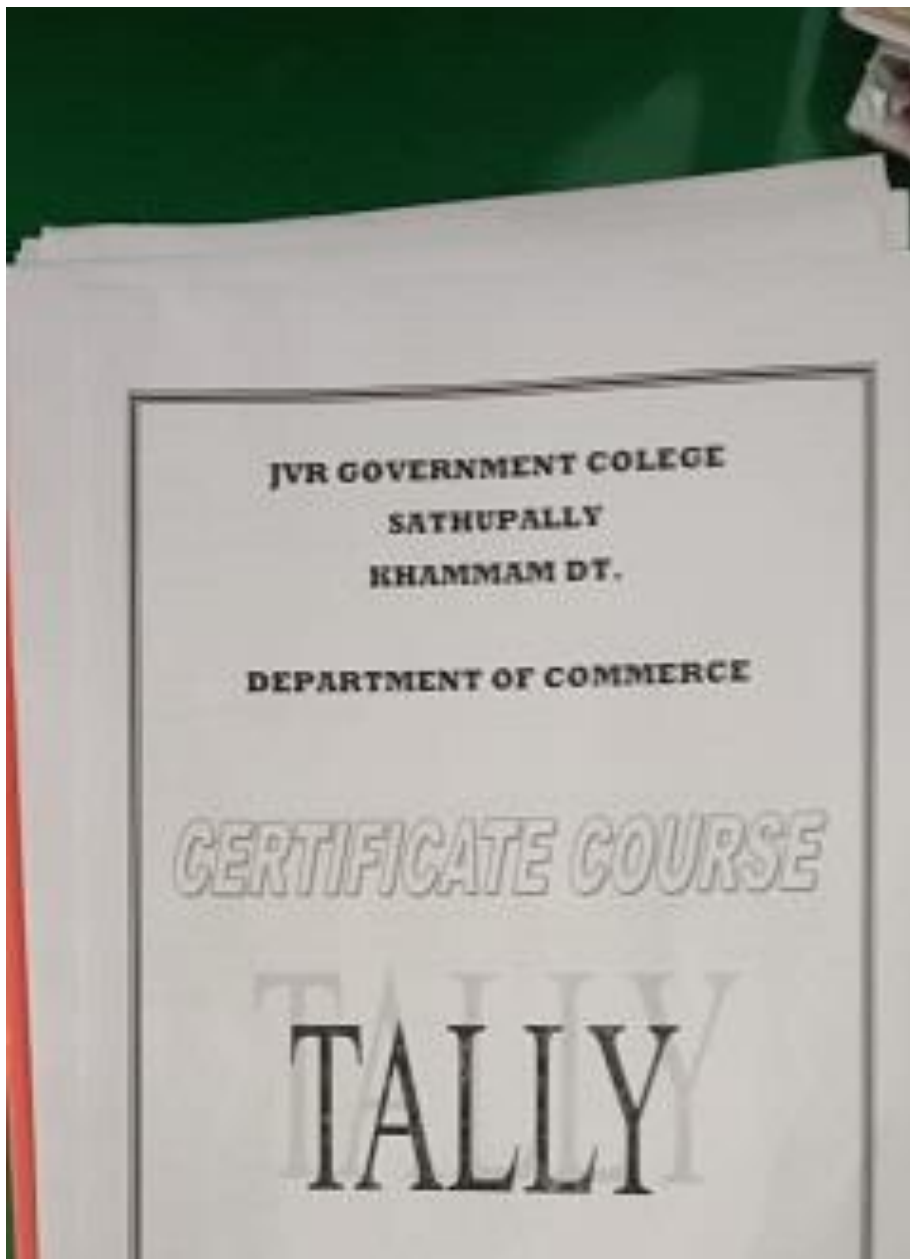 JVR GOVERNMENT COLEGE
SATHUPALLY
KHAMMAM DT.
DEPARTMENT OF COMMERCE
CERTIFICATE COURSE
TALLY